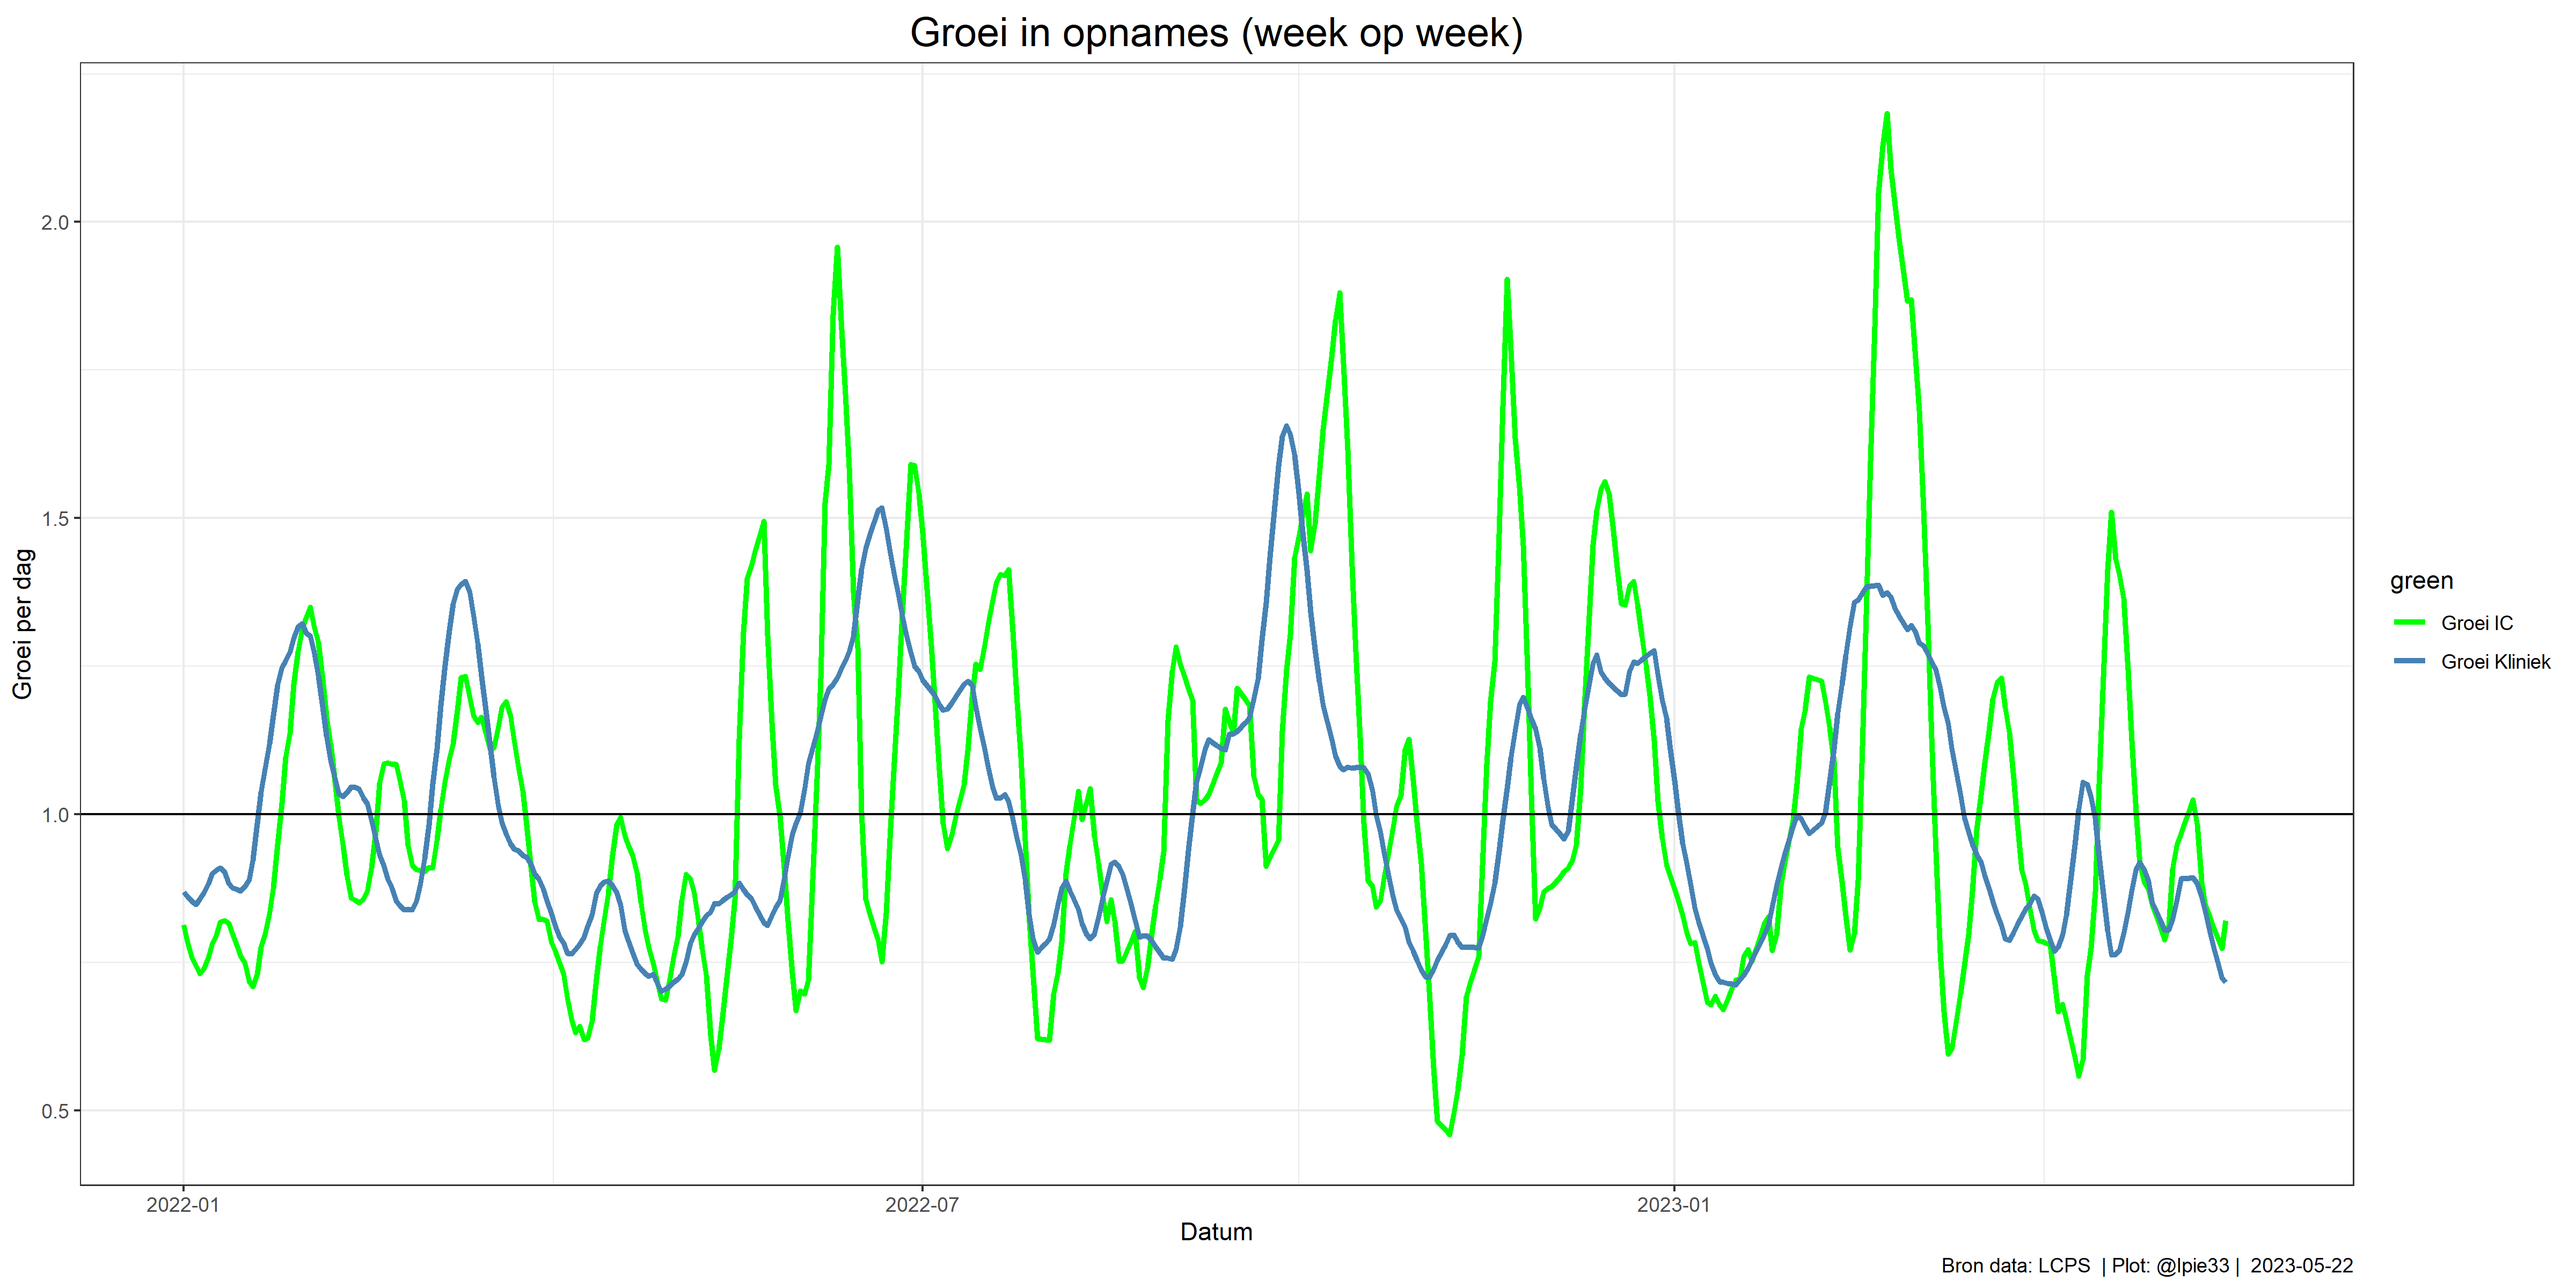 Groei in opnames (week op week)
Groei per dag
2.0
1.5
1.0
0.5
2022-01
2022-07
2023-01
Datum
green
Groei IC
Groei Kliniek
Bron data: LCPS | Plot: @lpie33 | 2023-05-22